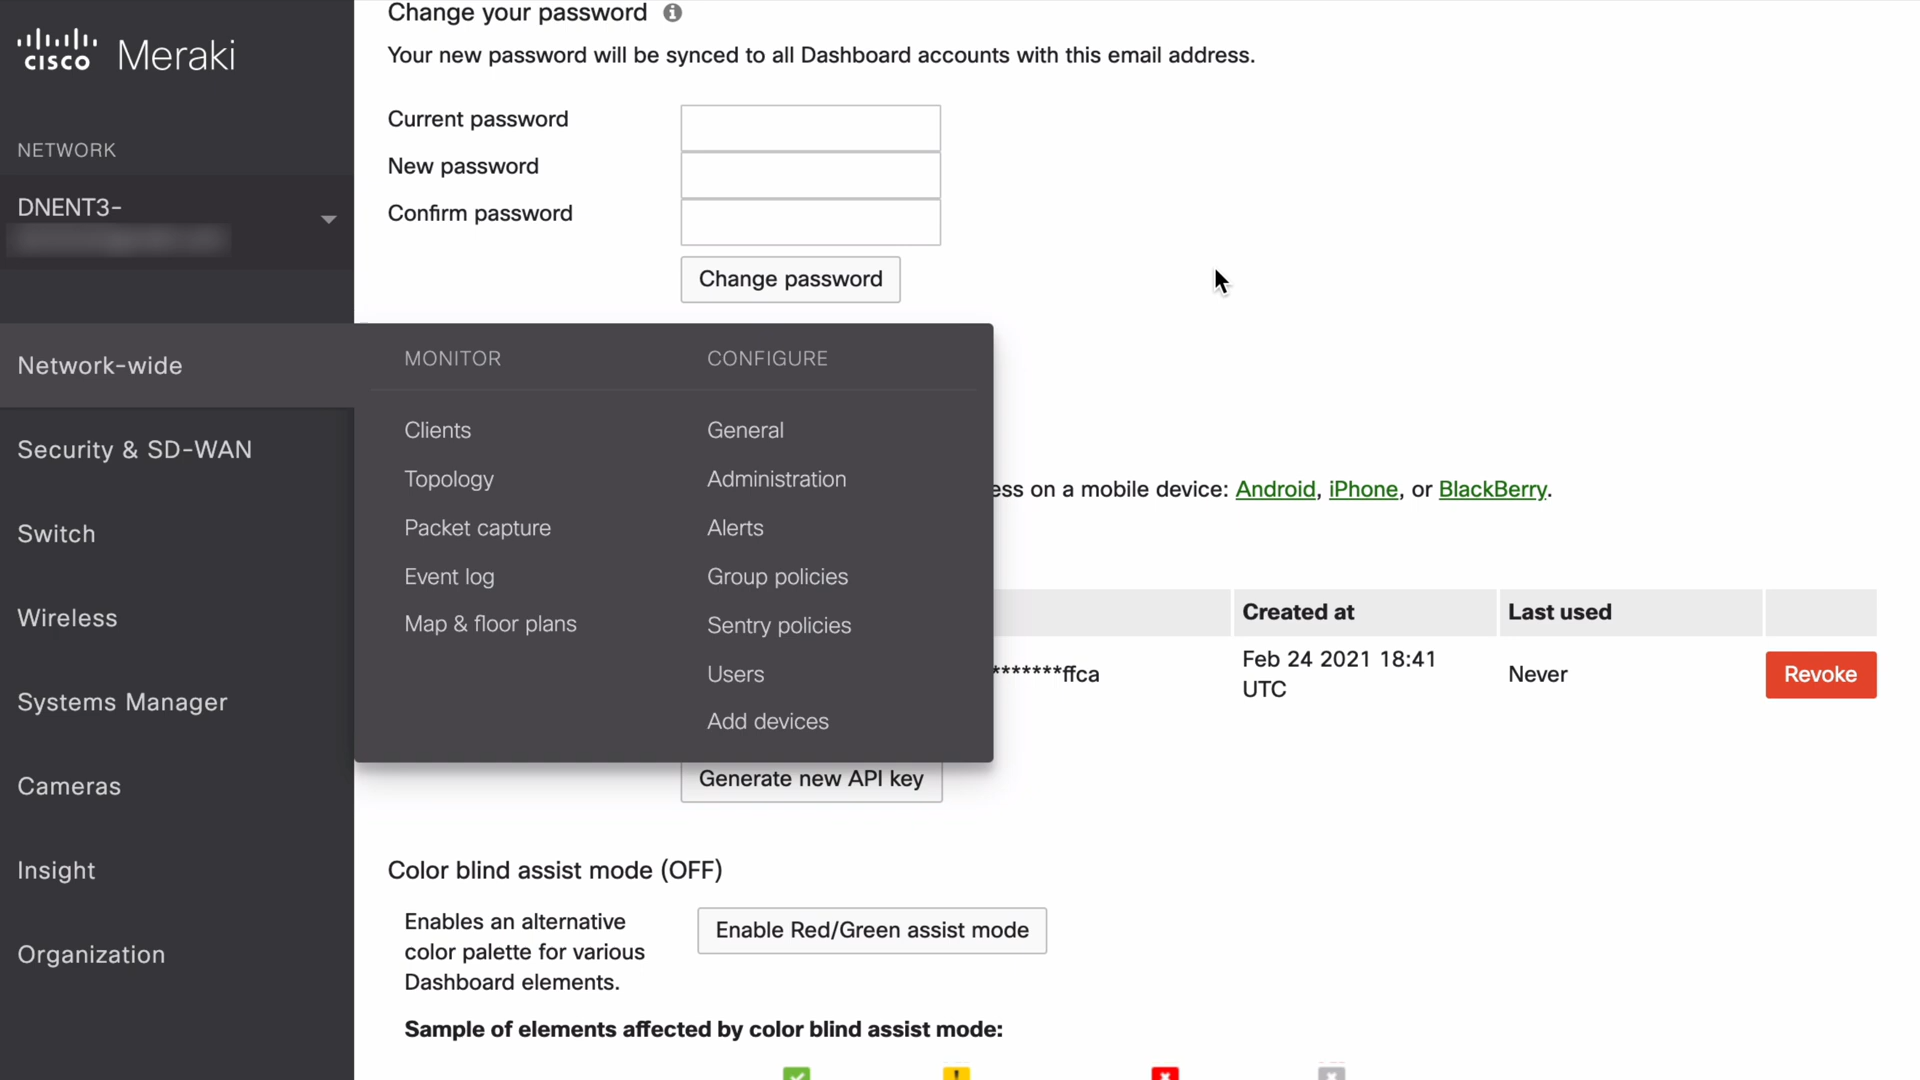 cisco Meraki
NETWORK
DNENT3-
Network-wide
Security & SD-WAN
Switch
Wireless
Systems Manager
Cameras
Insight
Organization
Change your password
Your new password will be synced to all Dashboard accounts with this email address.
Current password
New password
Confirm password
Change password
MONITOR
Clients
Topology
Packet capture
Event log
Map & floor plans
CONFIGURE
General
Administration
Alerts
Group policies
Sentry policies
Users
Add devices
ess on a mobile device: Android, iPhone, or BlackBerry.
Created at Last used
*******ffca Feb 24 2021 18:41 Never Revoke
UTC
Generate new API key
Color blind assist mode (OFF)
Enables an alternative
color palette for various
Dashboard elements.
Enable Red/Green assist mode
Sample of elements affected by color blind assist mode: